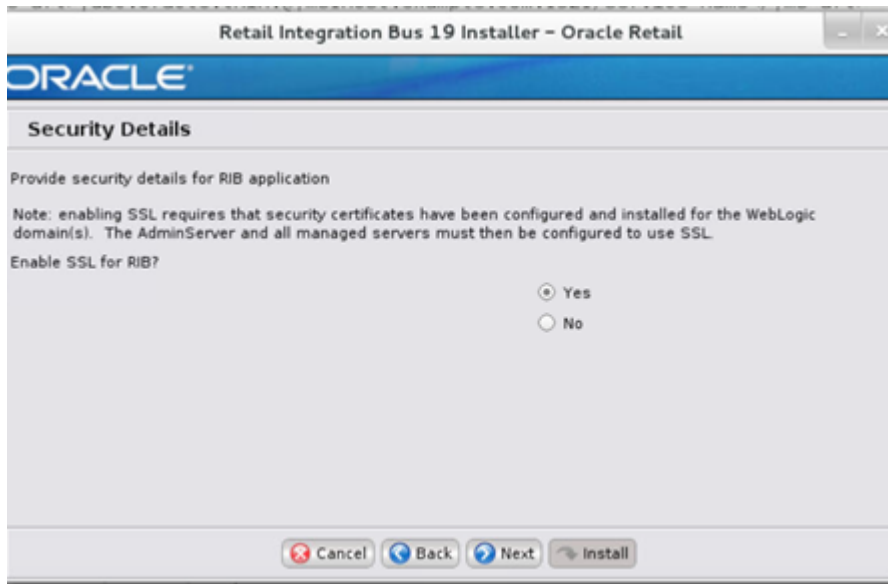 Retail Integration Bus 19 Installer – Oracle Retail
ORACLE
Security Details
Provide security details for RIB application
Note: enabling SSL requires that security certificates have been configured and installed for the WebLogic
domain(s). The AdminServer and all managed servers must then be configured to use SSL.
Enable SSL for RIB?
Yes
No
Cancel Back Next Install